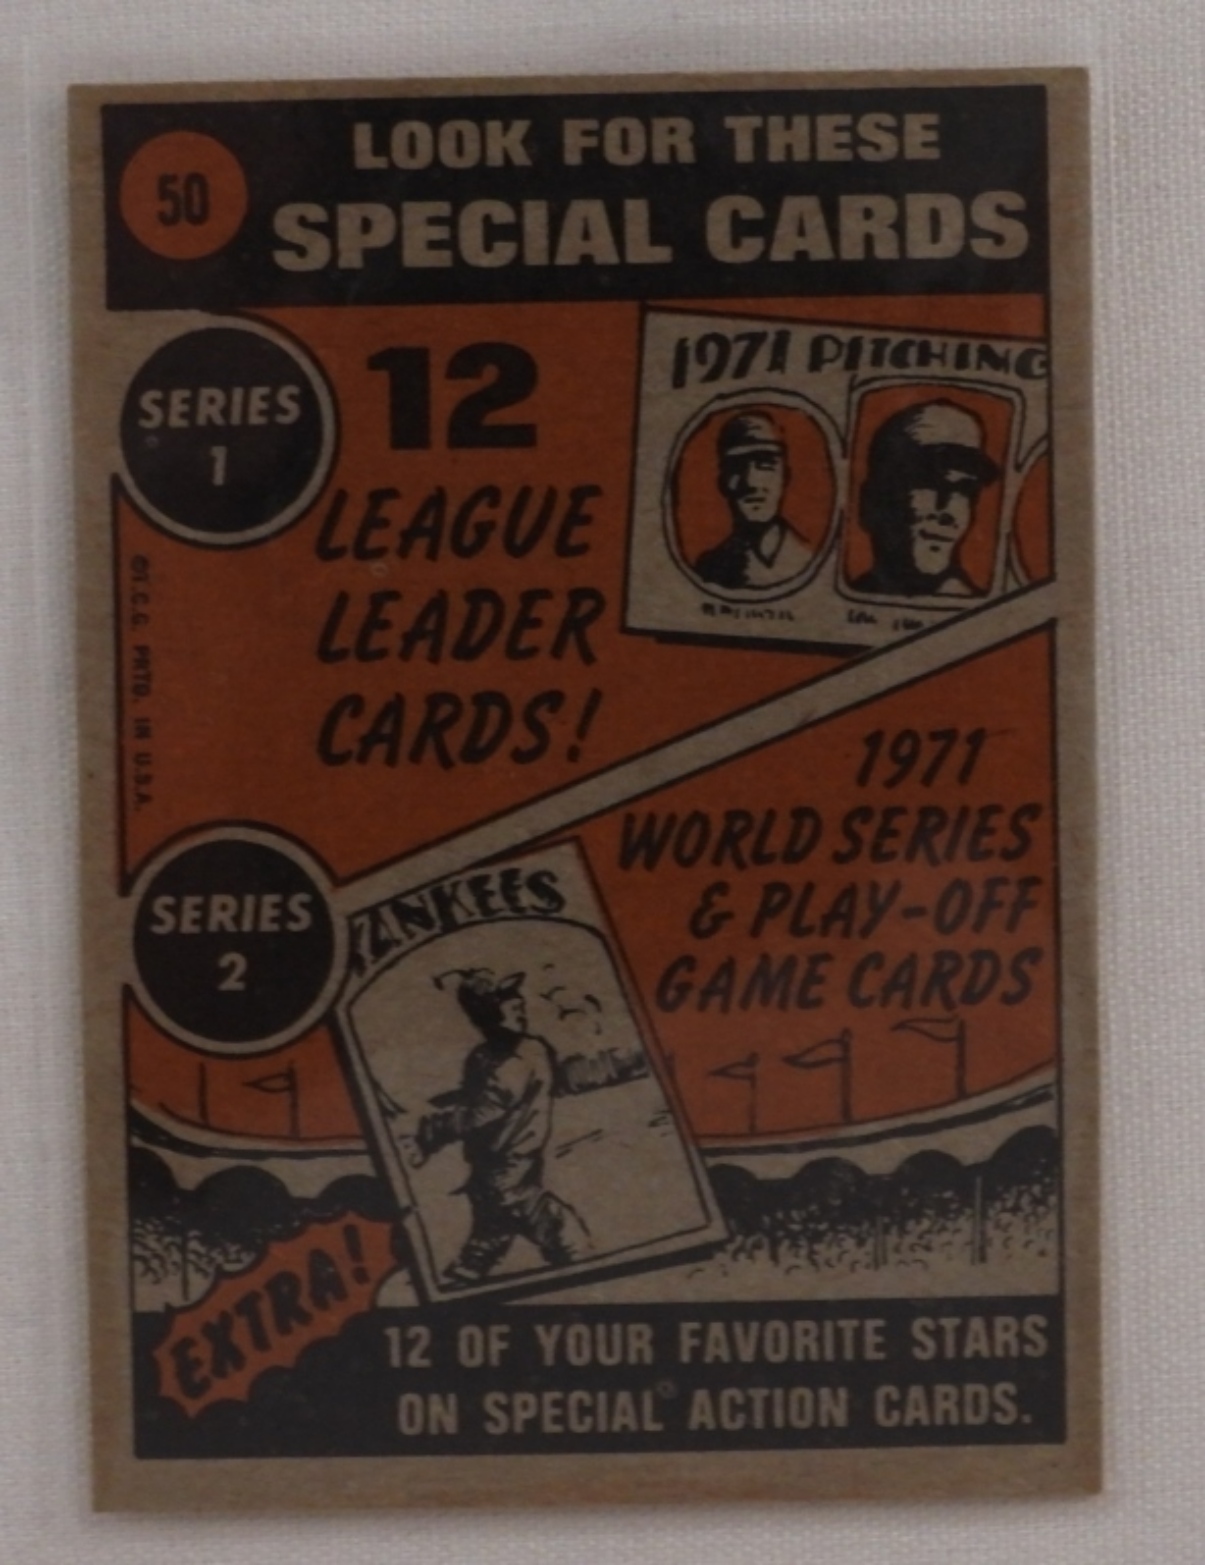 50
LOOK FOR THESE
SPECIAL CARDS
SERIES
1
12
LEAGUE
LEADER
CARDS!
1971 PITCHING
©T.C.G. PRTD. IN U.S.A.
1971
WORLD SERIES
& PLAY-OFF
GAME CARDS
SERIES
2
YANKEES
EXTRA!
12 OF YOUR FAVORITE STARS
ON SPECIAL ACTION CARDS.